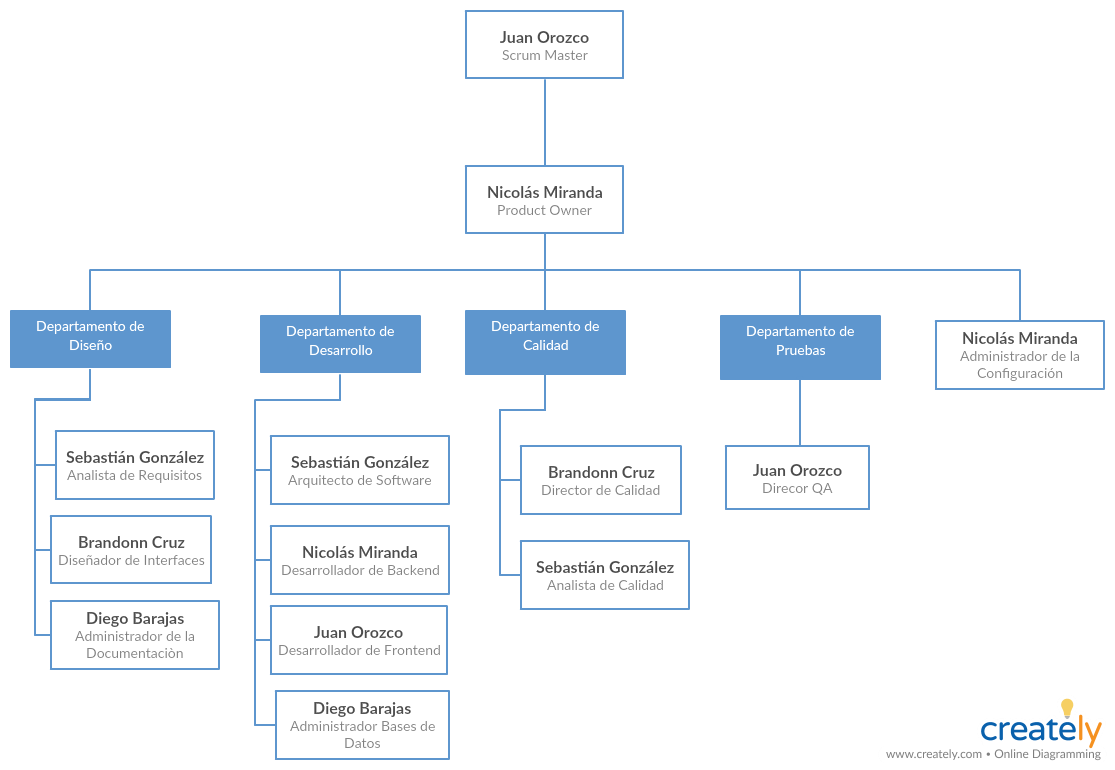 Juan Orozco
Scrum Master
Nicolás Miranda
Product Owner
Departamento de
Diseño
Departamento de
Desarrollo
Departamento de
Calidad
Departamento de
Pruebas
Nicolás Miranda
Administrador de la
Configuración
Sebastián González
Analista de Requisitos
Brandonn Cruz
Diseñador de Interfaces
Diego Barajas
Administrador de la
Documentaciòn
Sebastián González
Arquitecto de Software
Nicolás Miranda
Desarrollador de Backend
Juan Orozco
Desarrollador de Frontend
Diego Barajas
Administrador Bases de
Datos
Brandonn Cruz
Director de Calidad
Sebastián González
Analista de Calidad
Juan Orozco
Direcor QA
creately
www.creately.com • Online Diagramming